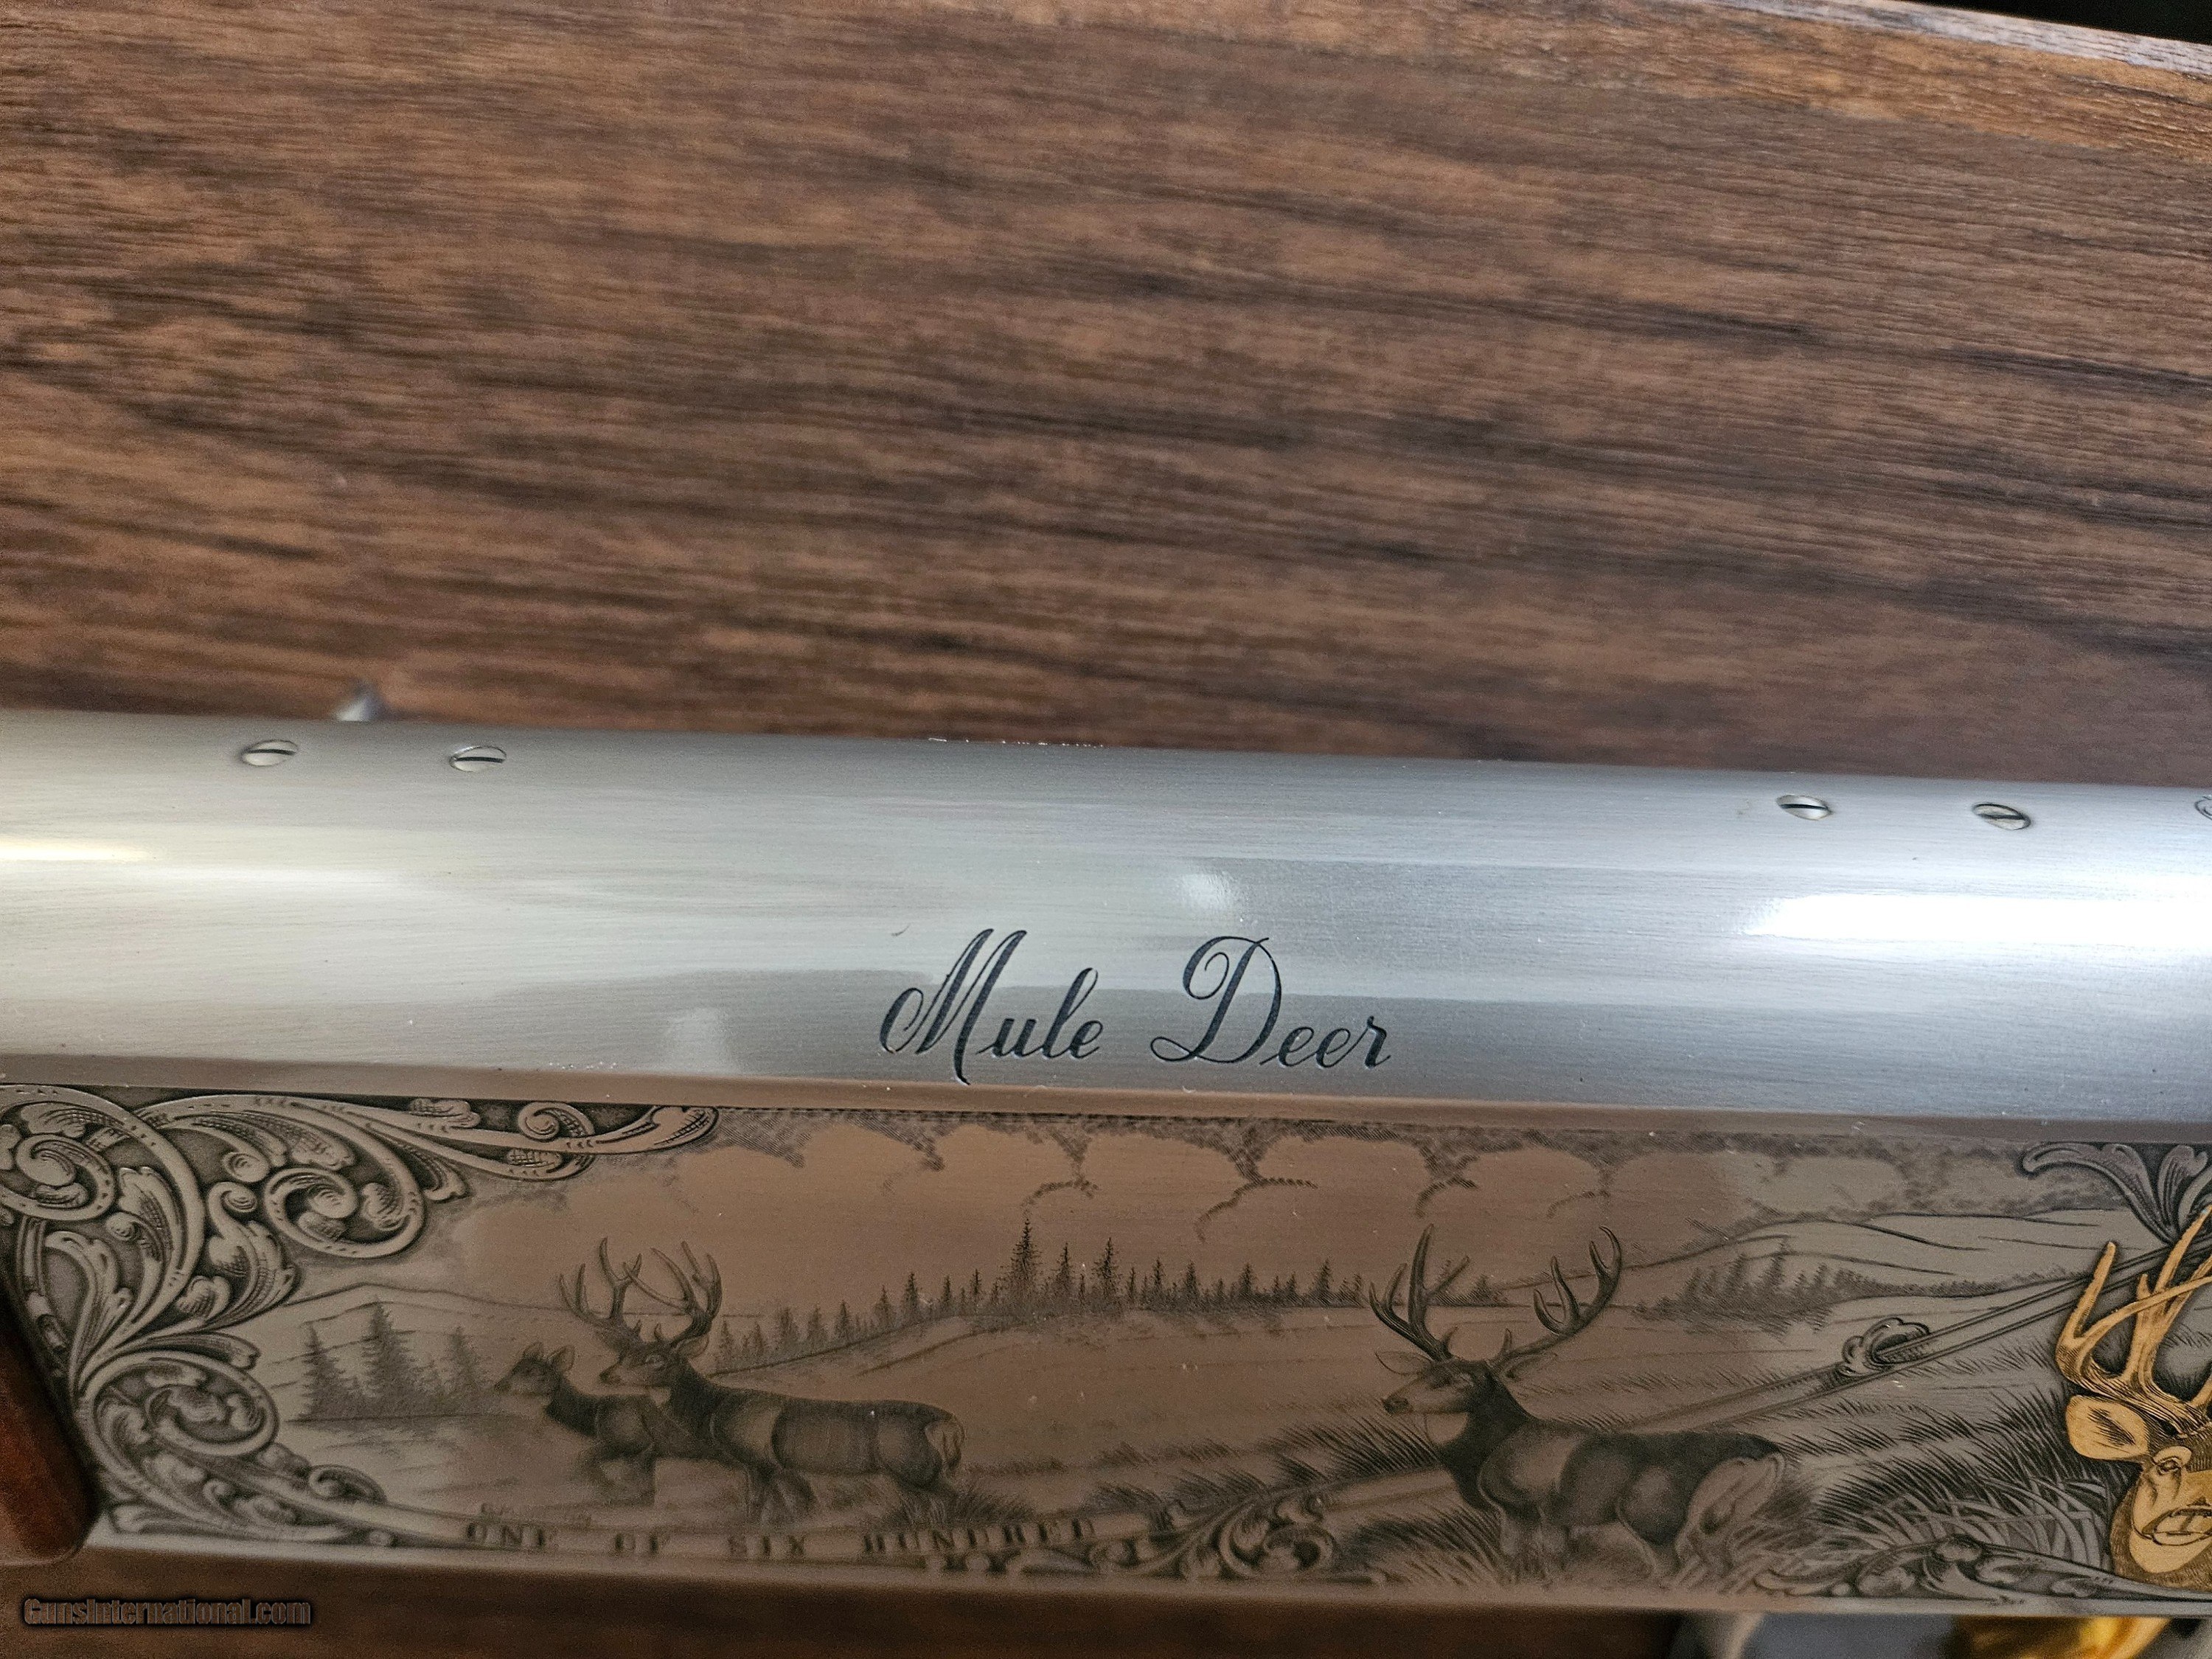 Mule Deer
ONE OF SIX HUNDRED
GunsInternational.com